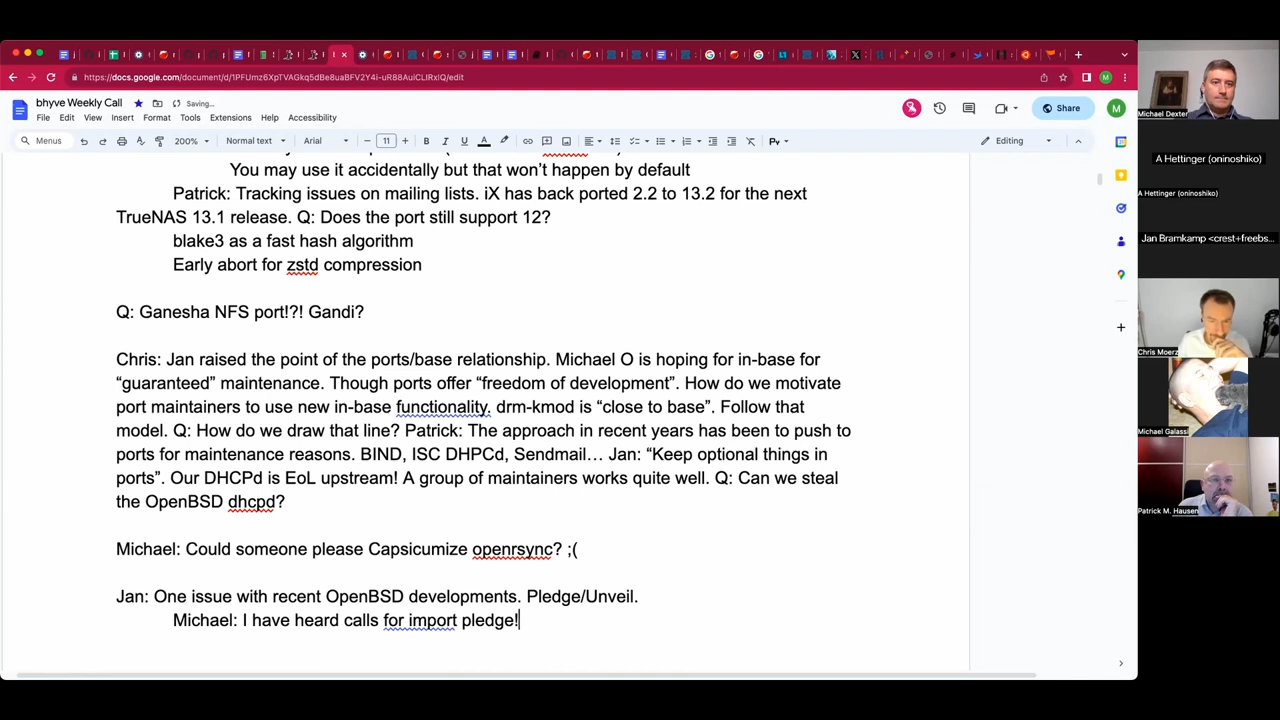 https://docs.google.com/document/d/1PFUmz6XpTVAGkq5dBe8uaBFV2Y4i-uR88AuiCLIRxlQ/edit
bhyve Weekly Call
Saving...
File Edit View Insert Format Tools Extensions Help Accessibility
Share
Menus
200%
Normal text
Arial
11
Editing
You may use it accidentally but that won't happen by default
Patrick: Tracking issues on mailing lists. iX has back ported 2.2 to 13.2 for the next
TrueNAS 13.1 release. Q: Does the port still support 12?
blake3 as a fast hash algorithm
Early abort for zstd compression
Q: Ganesha NFS port!?! Gandi?
Chris: Jan raised the point of the ports/base relationship. Michael O is hoping for in-base for
“guaranteed” maintenance. Though ports offer “freedom of development”. How do we motivate
port maintainers to use new in-base functionality. drm-kmod is “close to base”. Follow that
model. Q: How do we draw that line? Patrick: The approach in recent years has been to push to
ports for maintenance reasons. BIND, ISC DHPCd, Sendmail… Jan: “Keep optional things in
ports”. Our DHCPd is EoL upstream! A group of maintainers works quite well. Q: Can we steal
the OpenBSD dhcpd?
Michael: Could someone please Capsicumize openrsync? ;(
Jan: One issue with recent OpenBSD developments. Pledge/Unveil.
Michael: I have heard calls for import pledge!
Michael Dexter
A Hettinger (oninoshiko)
A Hettinger (oninoshiko)
Jan Bramkamp <crest+freebs...
Chris Moerz
Michael Galassi
Patrick M. Hausen